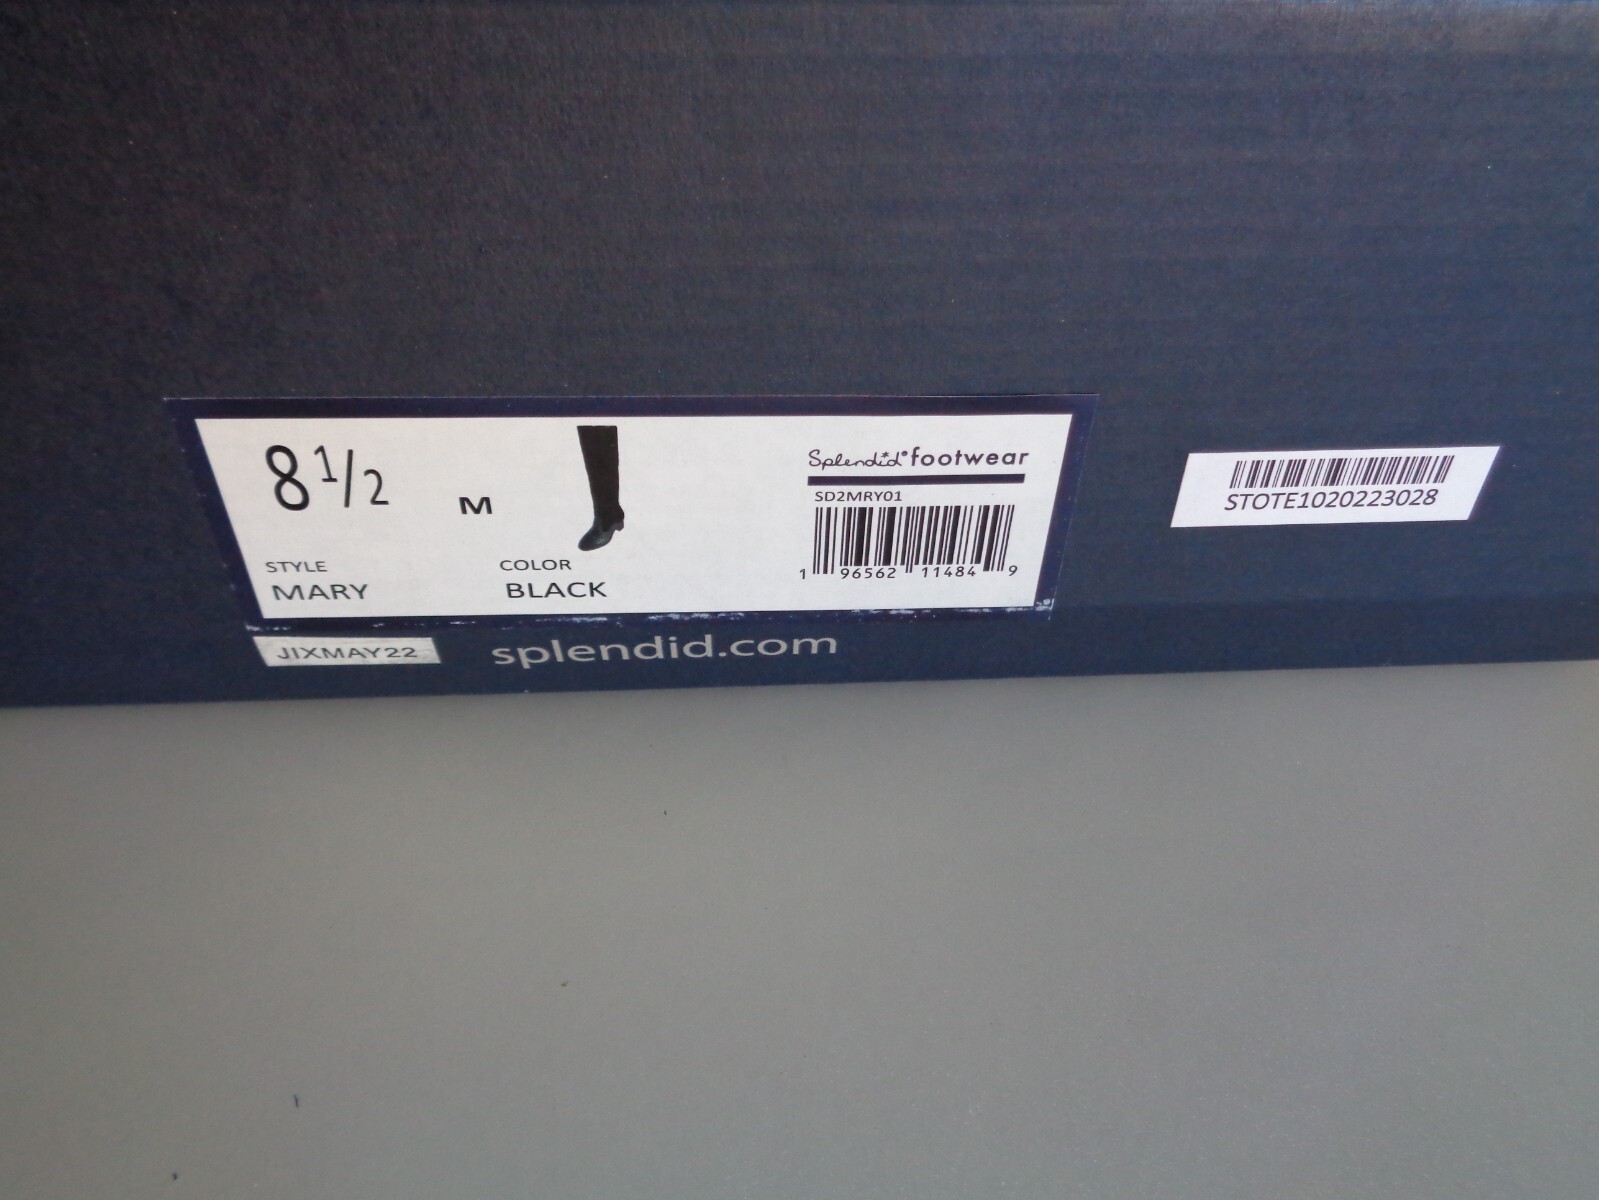 8 1/2
M
STYLE
MARY
COLOR
BLACK
Splendid footwear
SD2MRY01
1 96562 11484 9
STOTE1020223028
JIXMAY22
splendid.com